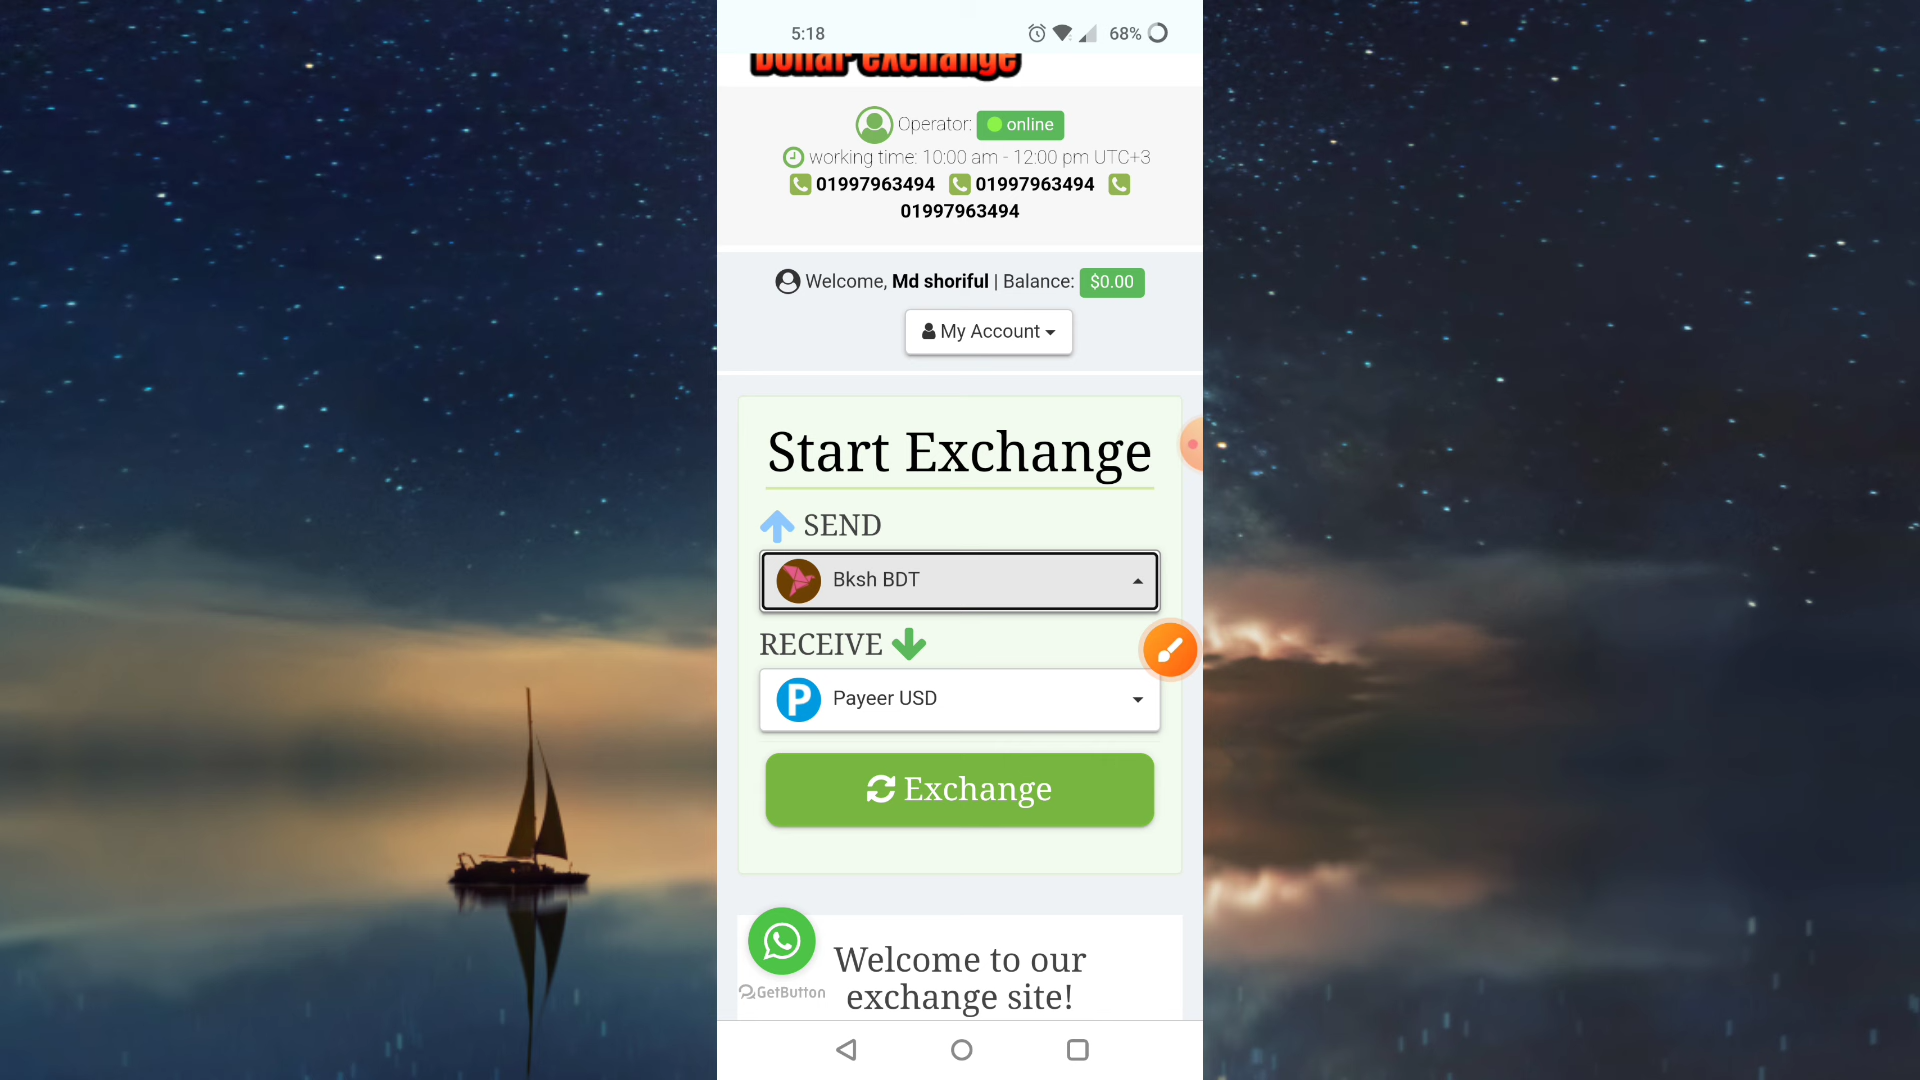 5:18 68%
Dollar exchange
Operator: online
working time: 10:00 am - 12:00 pm UTC+3
01997963494 01997963494
01997963494
Welcome, Md shoriful | Balance: $0.00
My Account
Start Exchange
SEND
Bksh BDT
RECEIVE
P Payeer USD
Exchange
Welcome to our
GetButton exchange site!